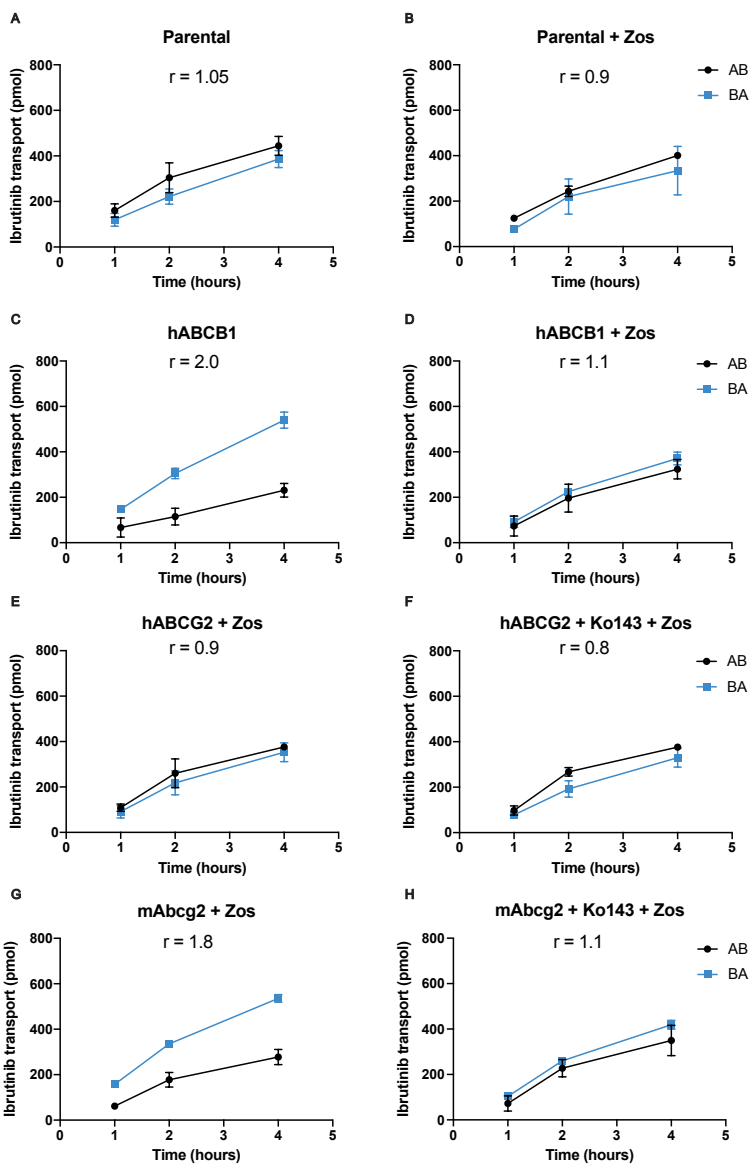 A
Parental
r = 1.05
Ibrutinib transport (pmol)
800
600
400
200
0
0 1 2 3 4 5
Time (hours)
B
Parental + Zos
r = 0.9
AB
BA
Ibrutinib transport (pmol)
800
600
400
200
0
0 1 2 3 4 5
Time (hours)
C
hABCB1
r = 2.0
Ibrutinib transport (pmol)
800
600
400
200
0
0 1 2 3 4 5
Time (hours)
D
hABCB1 + Zos
r = 1.1
AB
BA
Ibrutinib transport (pmol)
800
600
400
200
0
0 1 2 3 4 5
Time (hours)
E
hABCG2 + Zos
r = 0.9
Ibrutinib transport (pmol)
800
600
400
200
0
0 1 2 3 4 5
Time (hours)
F
hABCG2 + Ko143 + Zos
r = 0.8
AB
BA
Ibrutinib transport (pmol)
800
600
400
200
0
0 1 2 3 4 5
Time (hours)
G
mAbcg2 + Zos
r = 1.8
Ibrutinib transport (pmol)
800
600
400
200
0
0 1 2 3 4 5
Time (hours)
H
mAbcg2 + Ko143 + Zos
r = 1.1
AB
BA
Ibrutinib transport (pmol)
800
600
400
200
0
0 1 2 3 4 5
Time (hours)